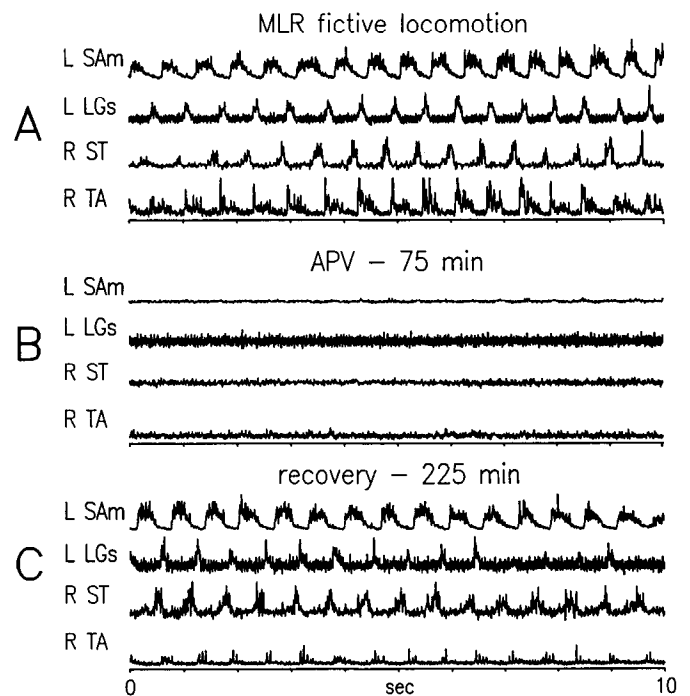 MLR fictive locomotion
L SAm
L LGs
A
R ST
R TA
APV – 75 min
L SAm
L LGs
B
R ST
R TA
recovery – 225 min
L SAm
L LGs
C
R ST
R TA
0 sec 10